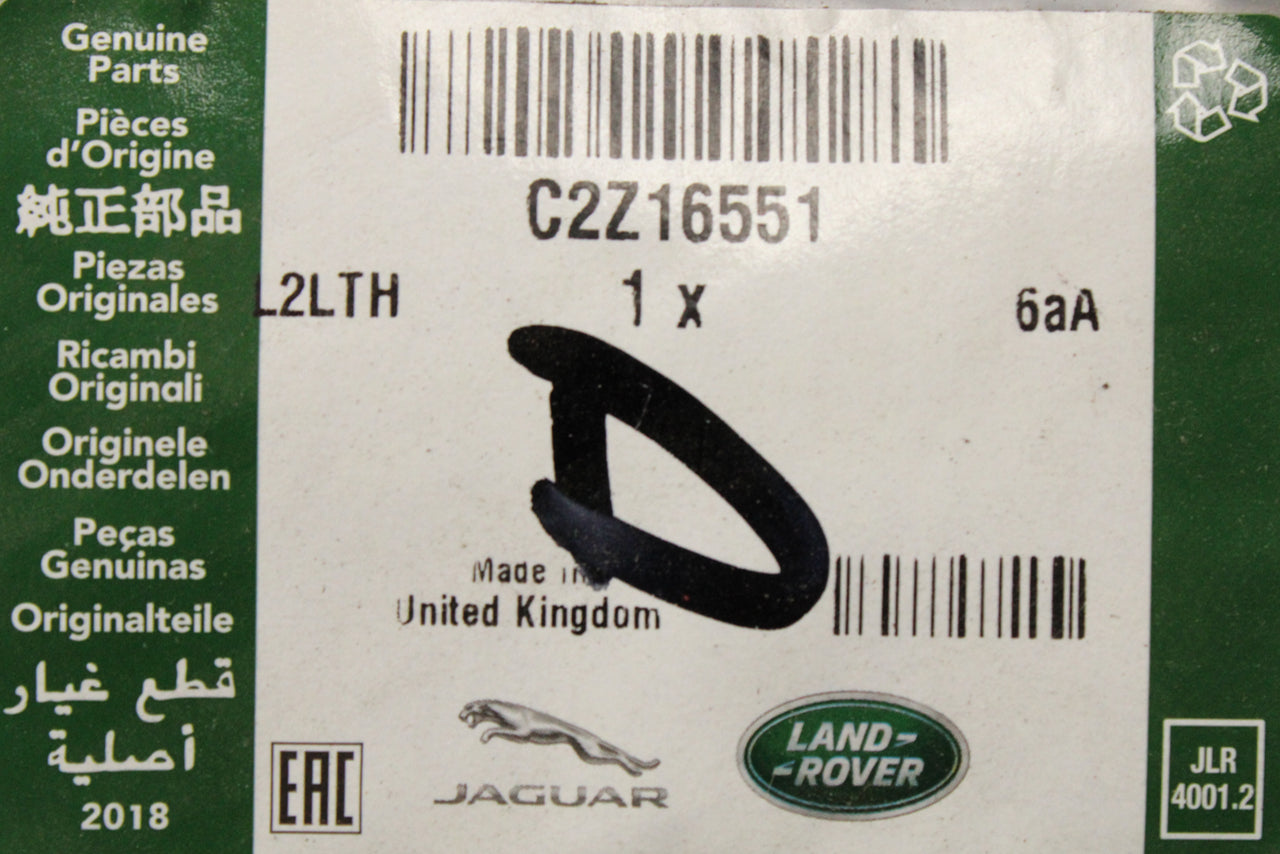 Genuine
Parts
Pièces
d'Origine
純正部品
Piezas
Originales
Ricambi
Originali
Originele
Onderdelen
Peças
Genuinas
Originalteile
قطع غيار
أصلية
2018
C2Z16551
L2LTH 1 x 6aA
D
Made in
United Kingdom
EAC
JAGUAR
LAND-
-ROVER
JLR
4001.2